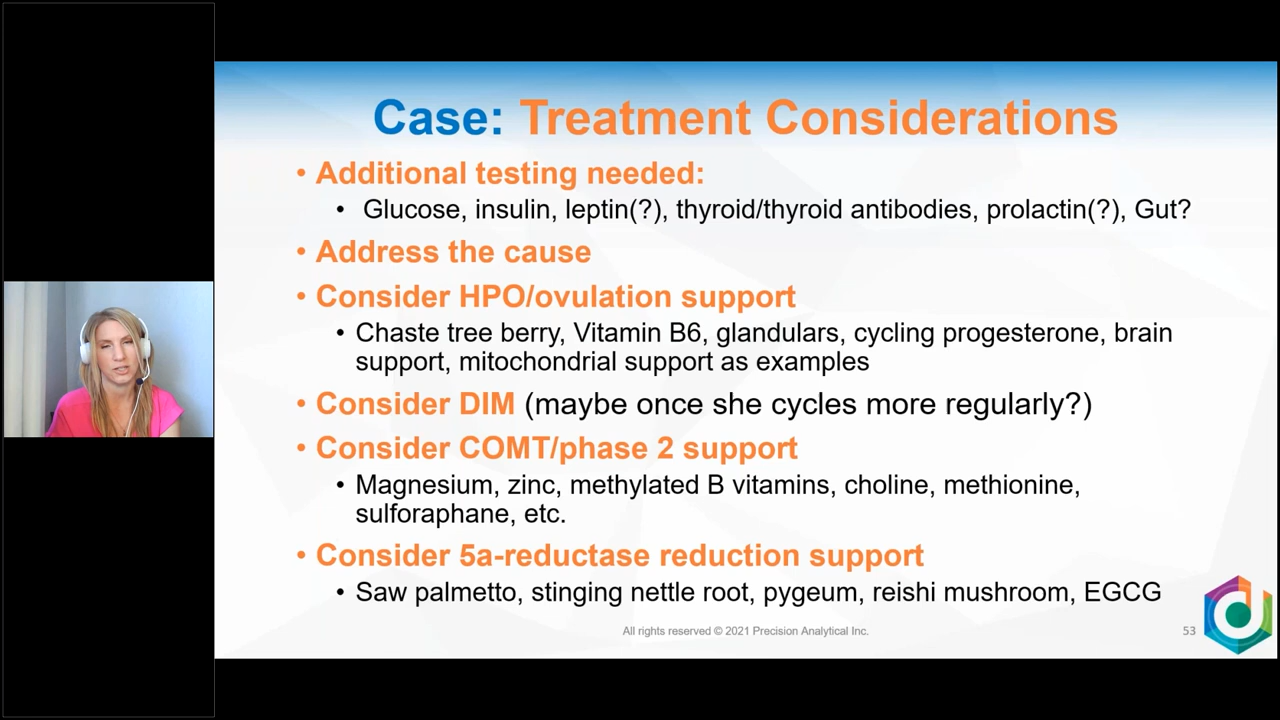 Case: Treatment Considerations
• Additional testing needed:
• Glucose, insulin, leptin(?), thyroid/thyroid antibodies, prolactin(?), Gut?
• Address the cause
• Consider HPO/ovulation support
• Chaste tree berry, Vitamin B6, glandulars, cycling progesterone, brain
support, mitochondrial support as examples
• Consider DIM (maybe once she cycles more regularly?)
• Consider COMT/phase 2 support
• Magnesium, zinc, methylated B vitamins, choline, methionine,
sulforaphane, etc.
• Consider 5a-reductase reduction support
• Saw palmetto, stinging nettle root, pygeum, reishi mushroom, EGCG
All rights reserved © 2021 Precision Analytical Inc.
53